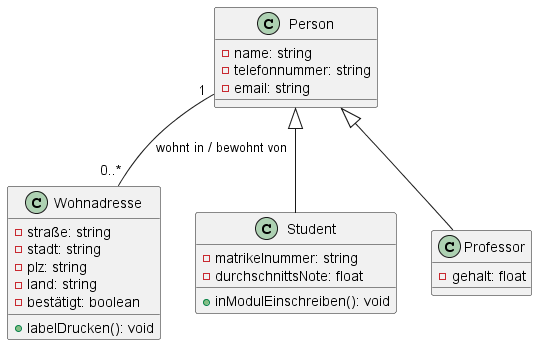 C Person
name: string
telefonnummer: string
email: string
1
wohnt in / bewohnt von
0..*
C Wohnadresse
straße: string
stadt: string
plz: string
land: string
bestätigt: boolean
labelDrucken(): void
C Student
matrikelnummer: string
durchschnittsNote: float
inModulEinschreiben(): void
C Professor
gehalt: float